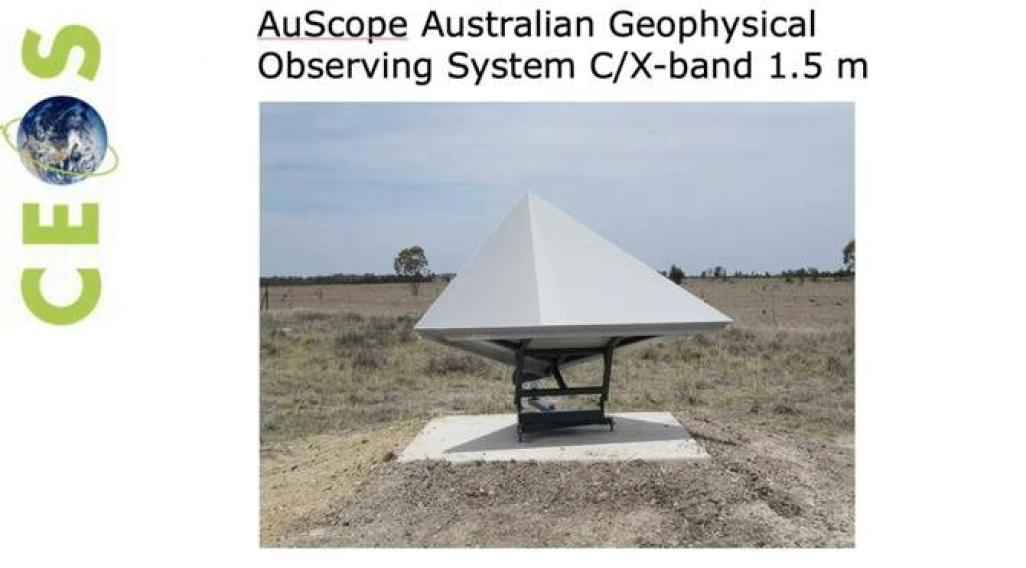 AuScope Australian Geophysical
Observing System C/X-band 1.5 m
CEOS